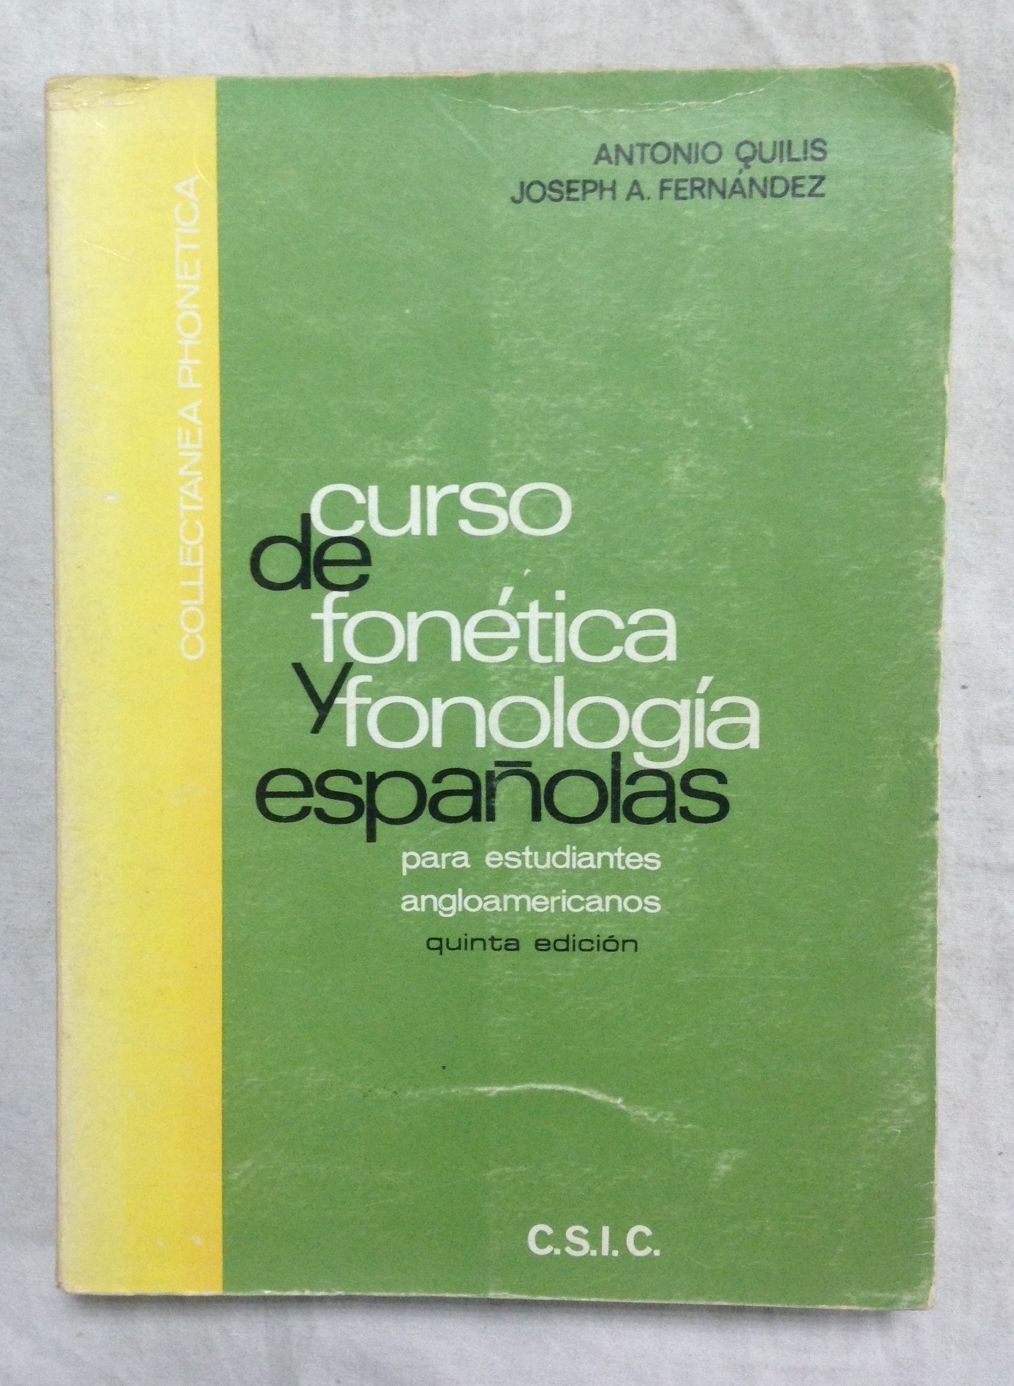 ANTONIO QUILIS
JOSEPH A. FERNÁNDEZ
COLLECTANEA PHONETICA
curso
de
fonética
y fonología
españolas
para estudiantes
angloamericanos
quinta edición
C.S.I.C.